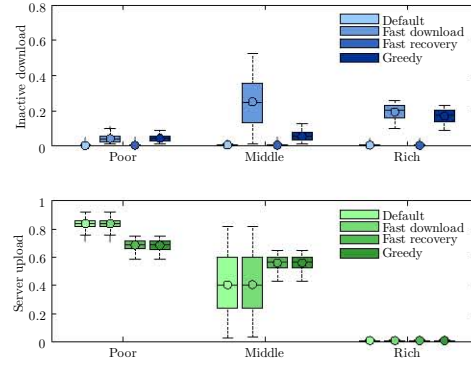 0.8
0.6
0.4
0.2
0
Inactive download
Default
Fast download
Fast recovery
Greedy
Poor
Middle
Rich
1
0.8
0.6
0.4
0.2
0
Server upload
Default
Fast download
Fast recovery
Greedy
Poor
Middle
Rich